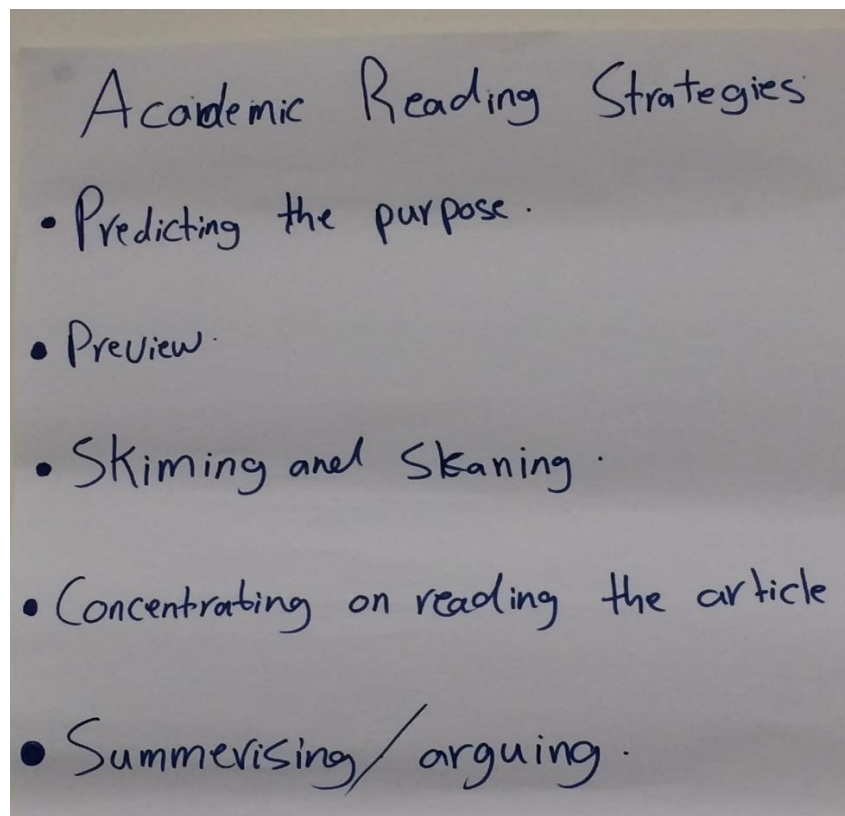 Academic Reading Strategies
• Predicting the purpose.
• Preview.
• Skiming and Skaning.
• Concentrating on reading the article
• Summerising/arguing.